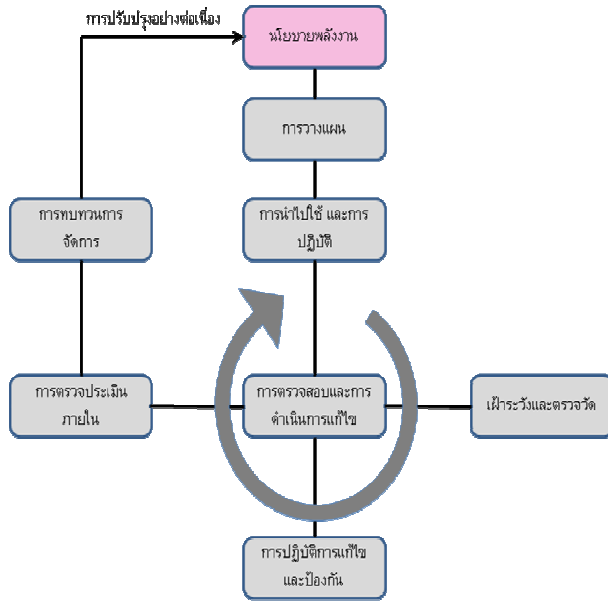 การปรับปรุงอย่างต่อเนื่อง
นโยบายพลังงาน
การวางแผน
การทบทวนการ
จัดการ
การนำไปใช้ และการ
ปฏิบัติ
การตรวจประเมิน
ภายใน
การตรวจสอบและการ
ดำเนินการแก้ไข
เฝ้าระวังและตรวจวัด
การปฏิบัติการแก้ไข
และป้องกัน